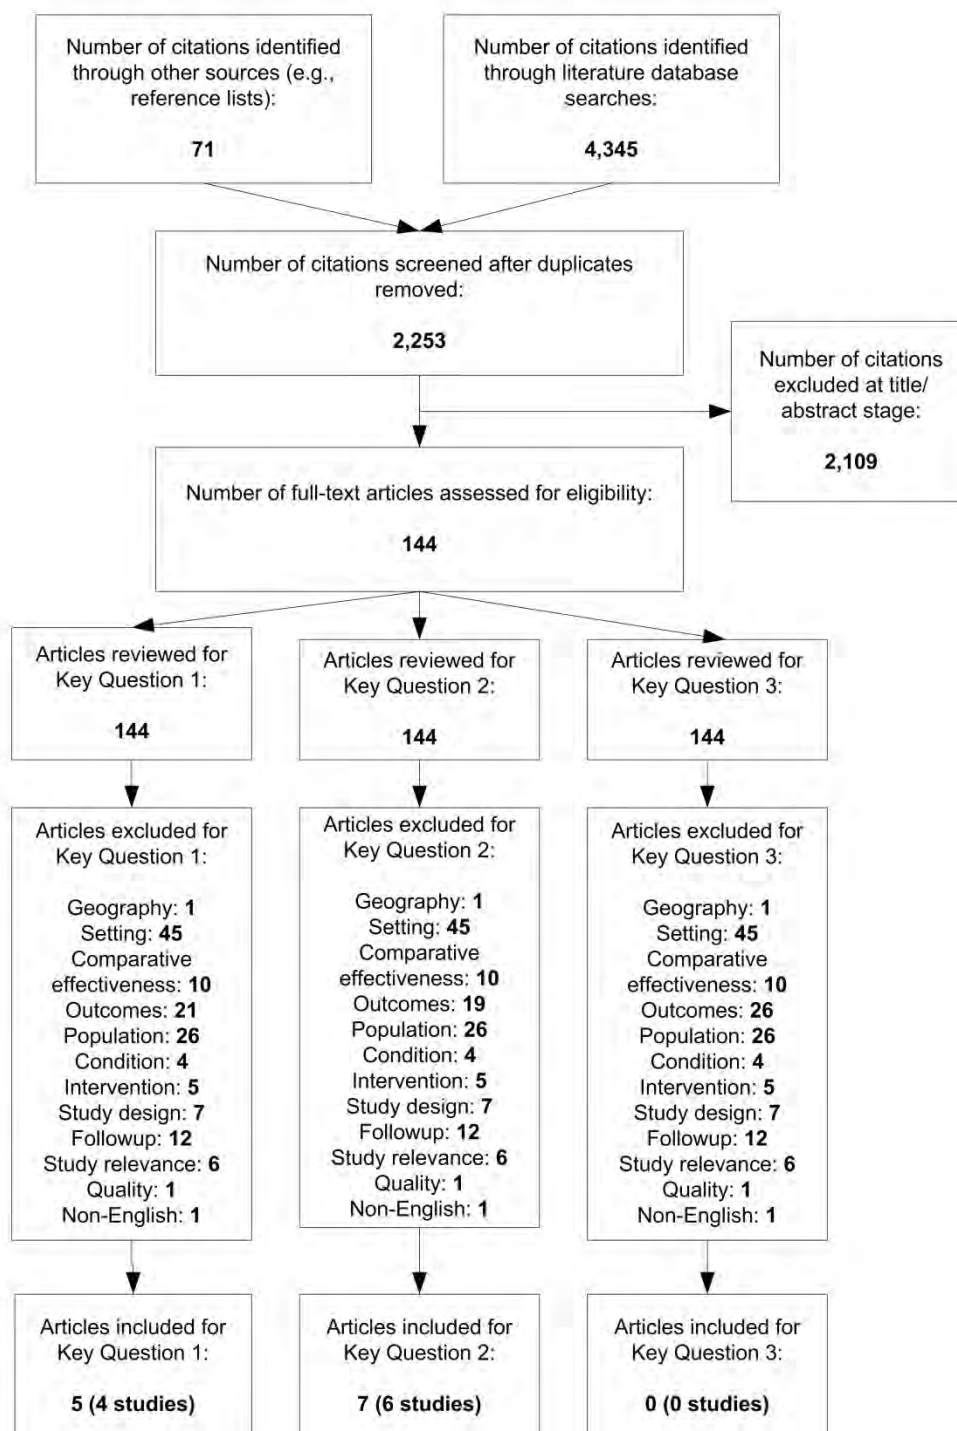 Number of citations identified
through other sources (e.g.,
reference lists):
71
Number of citations identified
through literature database
searches:
4,345
Number of citations screened after duplicates
removed:
2,253
Number of citations
excluded at title/
abstract stage:
2,109
Number of full-text articles assessed for eligibility:
144
Articles reviewed for
Key Question 1:
144
Articles reviewed for
Key Question 2:
144
Articles reviewed for
Key Question 3:
144
Articles excluded for
Key Question 1:
Geography: 1
Setting: 45
Comparative
effectiveness: 10
Outcomes: 21
Population: 26
Condition: 4
Intervention: 5
Study design: 7
Followup: 12
Study relevance: 6
Quality: 1
Non-English: 1
Articles excluded for
Key Question 2:
Geography: 1
Setting: 45
Comparative
effectiveness: 10
Outcomes: 19
Population: 26
Condition: 4
Intervention: 5
Study design: 7
Followup: 12
Study relevance: 6
Quality: 1
Non-English: 1
Articles excluded for
Key Question 3:
Geography: 1
Setting: 45
Comparative
effectiveness: 10
Outcomes: 26
Population: 26
Condition: 4
Intervention: 5
Study design: 7
Followup: 12
Study relevance: 6
Quality: 1
Non-English: 1
Articles included for
Key Question 1:
5 (4 studies)
Articles included for
Key Question 2:
7 (6 studies)
Articles included for
Key Question 3:
0 (0 studies)